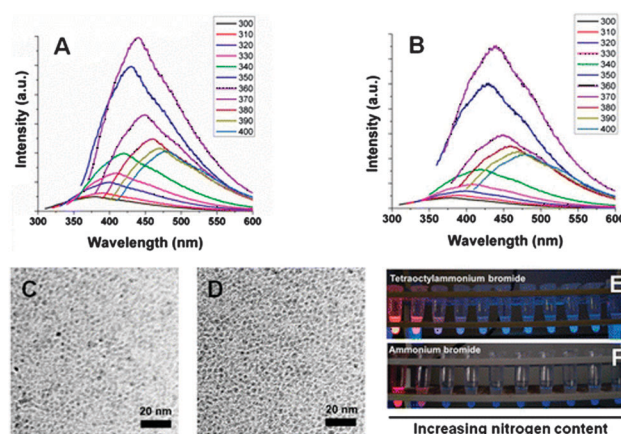 A
Intensity (a.u.)
300
310
320
330
340
350
360
370
380
390
400
300 350 400 450 500 550 600
Wavelength (nm)
B
Intensity (a.u.)
300
310
320
330
340
350
360
370
380
390
400
300 350 400 450 500 550 600
Wavelength (nm)
C
20 nm
D
20 nm
Tetraoctylammonium bromide
E
Ammonium bromide
F
Increasing nitrogen content